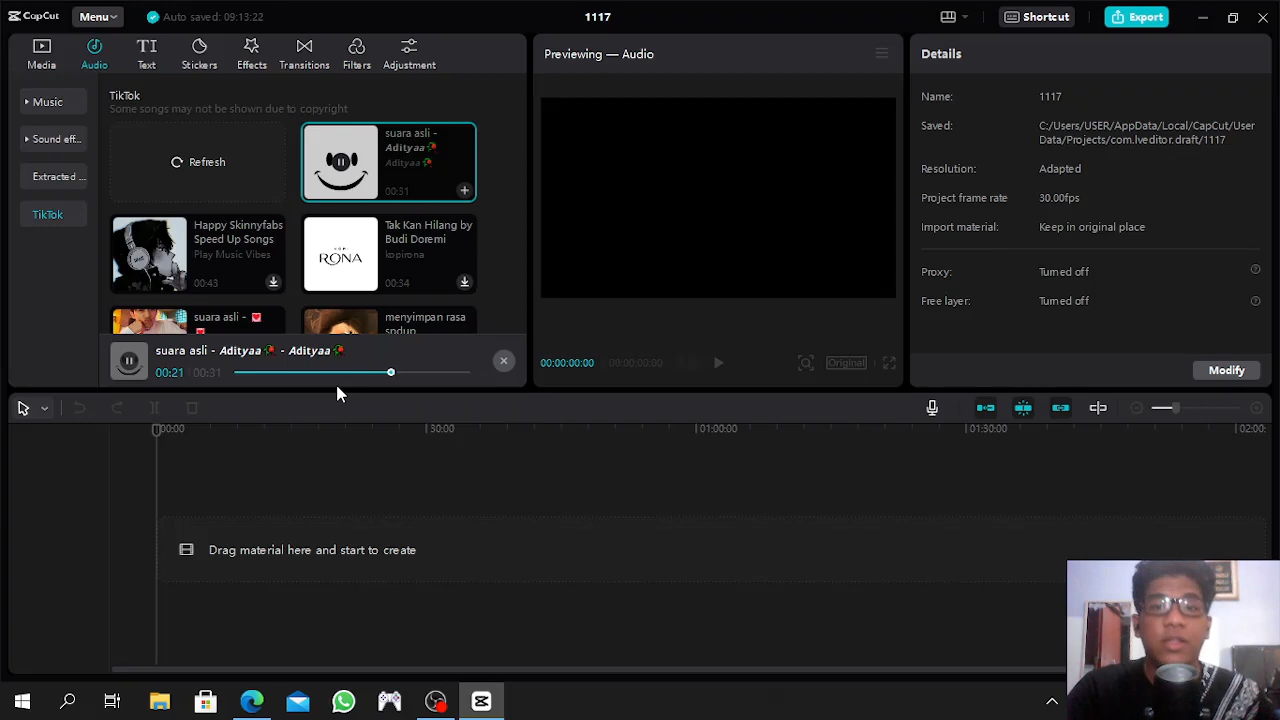 CapCut
Menu
Auto saved: 09:13:22
1117
Shortcut
Export
Media
Audio
Text
Stickers
Effects
Transitions
Filters
Adjustment
Music
Sound eff...
Extracted ...
TikTok
TikTok
Some songs may not be shown due to copyright
Refresh
suara asli -
Adityaa🥀
Adityaa🥀
00:31
Happy Skinnyfabs
Speed Up Songs
Play Music Vibes
00:43
RONA
Tak Kan Hilang by
Budi Doremi
kopirona
00:34
suara asli - 💌
menyimpan rasa
spdup
suara asli - Adityaa🥀 - Adityaa🥀
00:21 00:31
Previewing — Audio
00:00:00:00 00:00:00:00
Original
Details
Name: 1117
Saved: C:/Users/USER/AppData/Local/CapCut/User
Data/Projects/com.lveditor.draft/1117
Resolution: Adapted
Project frame rate 30.00fps
Import material: Keep in original place
Proxy: Turned off
Free layer: Turned off
Modify
00:00 30:00 01:00:00 01:30:00 02:00:
Drag material here and start to create